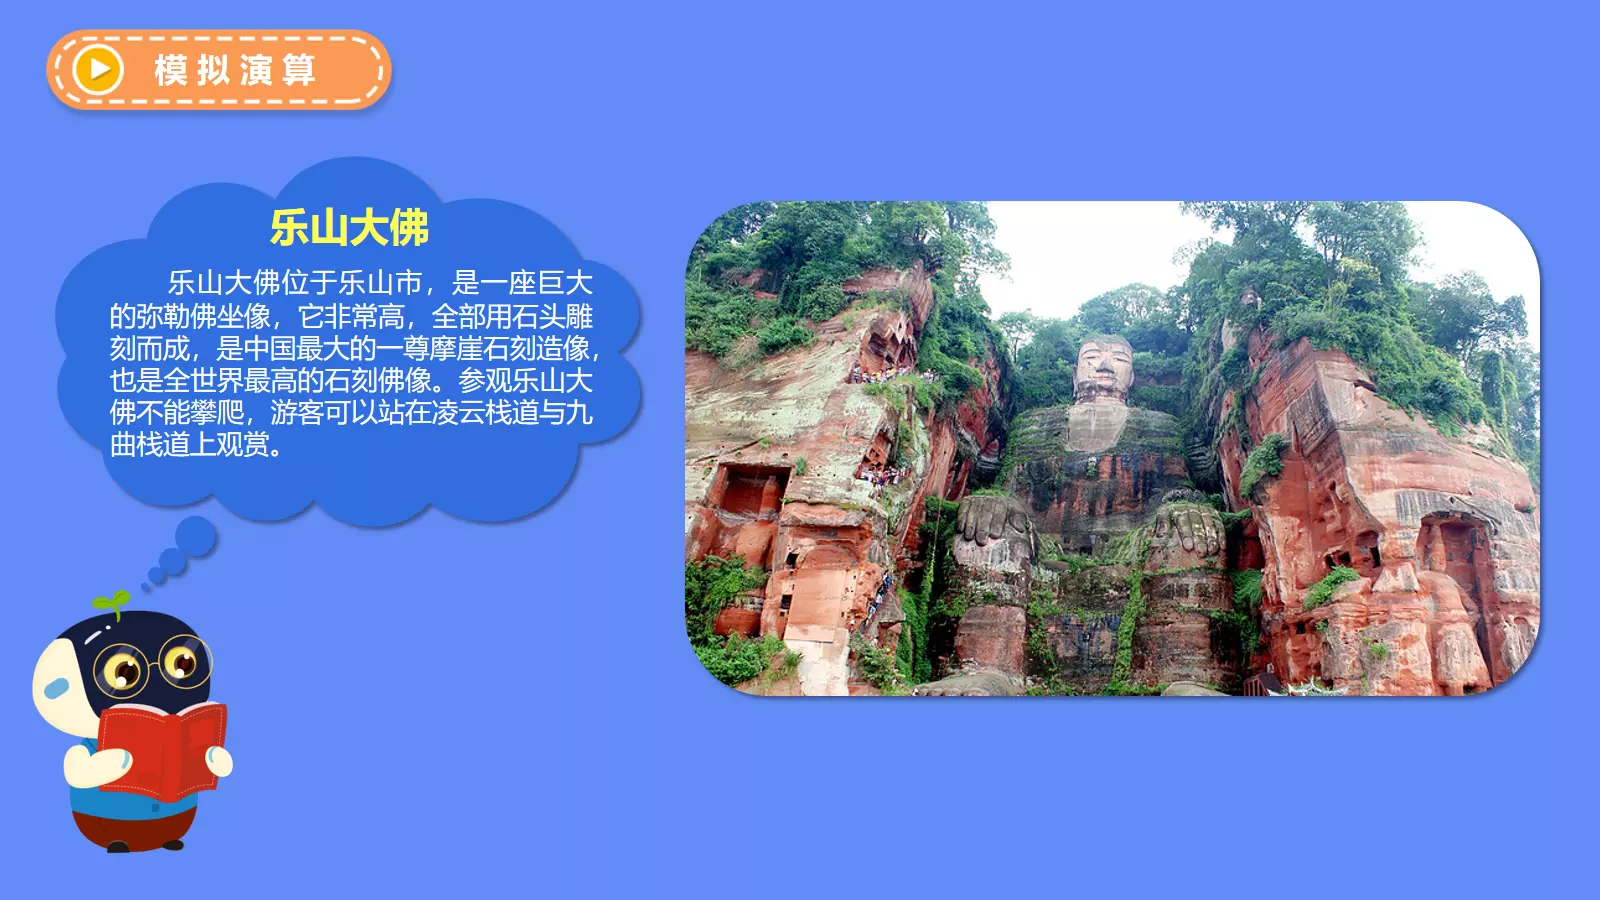 模拟演算
乐山大佛
乐山大佛位于乐山市，是一座巨大
的弥勒佛坐像，它非常高，全部用石头雕
刻而成，是中国最大的一尊摩崖石刻造像，
也是全世界最高的石刻佛像。参观乐山大
佛不能攀爬，游客可以站在凌云栈道与九
曲栈道上观赏。